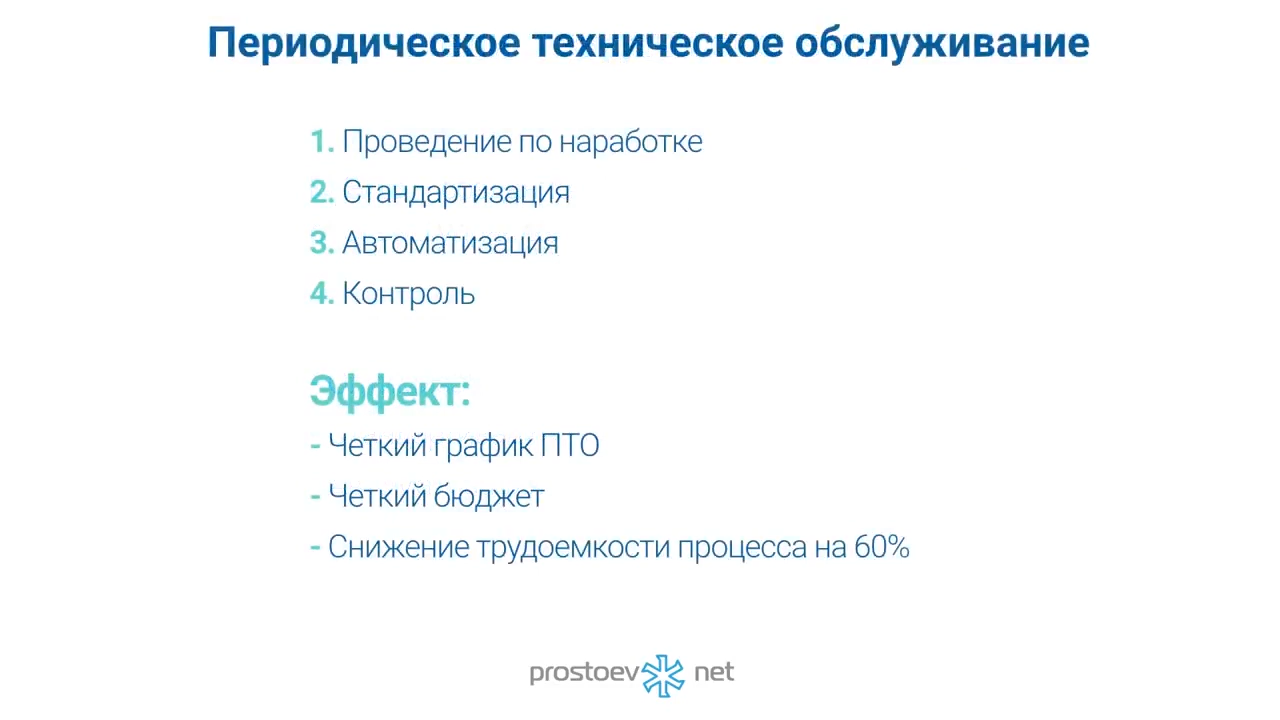 Периодическое техническое обслуживание
1. Проведение по наработке
2. Стандартизация
3. Автоматизация
4. Контроль
Эффект:
- Четкий график ПТО
- Четкий бюджет
- Снижение трудоемкости процесса на 60%
prostoev net